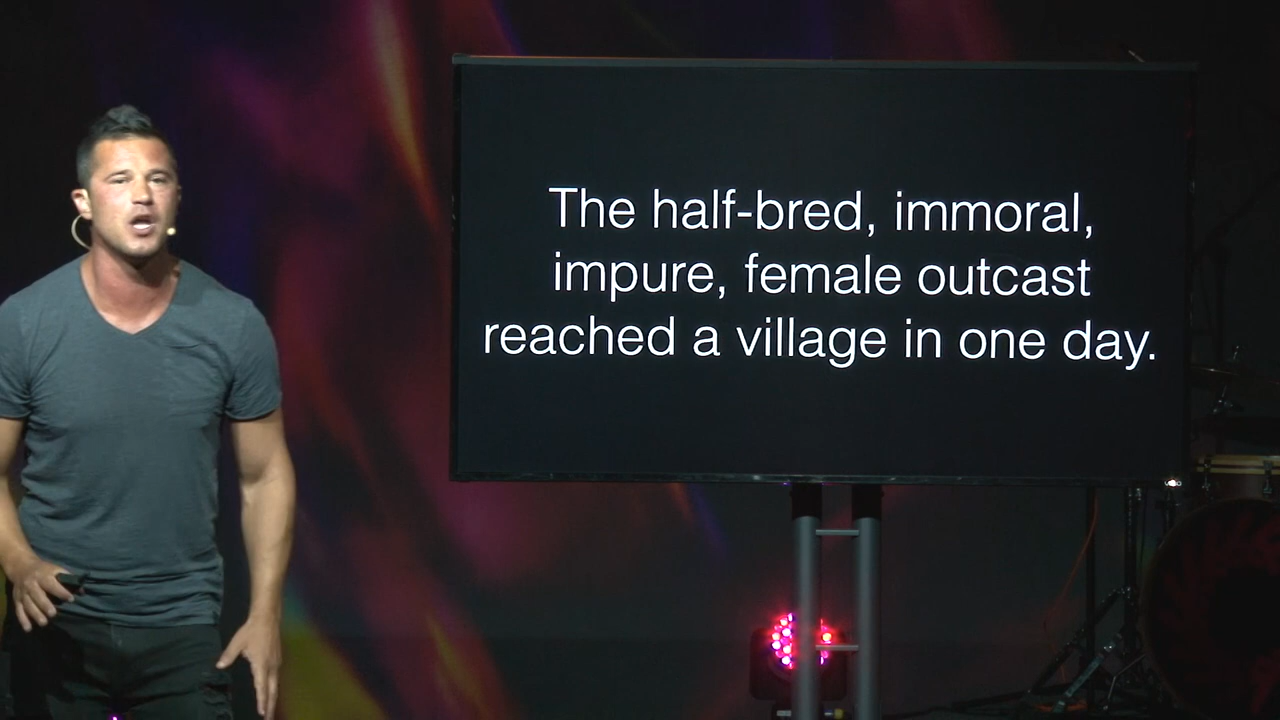 The half-bred, immoral,
impure, female outcast
reached a village in one day.